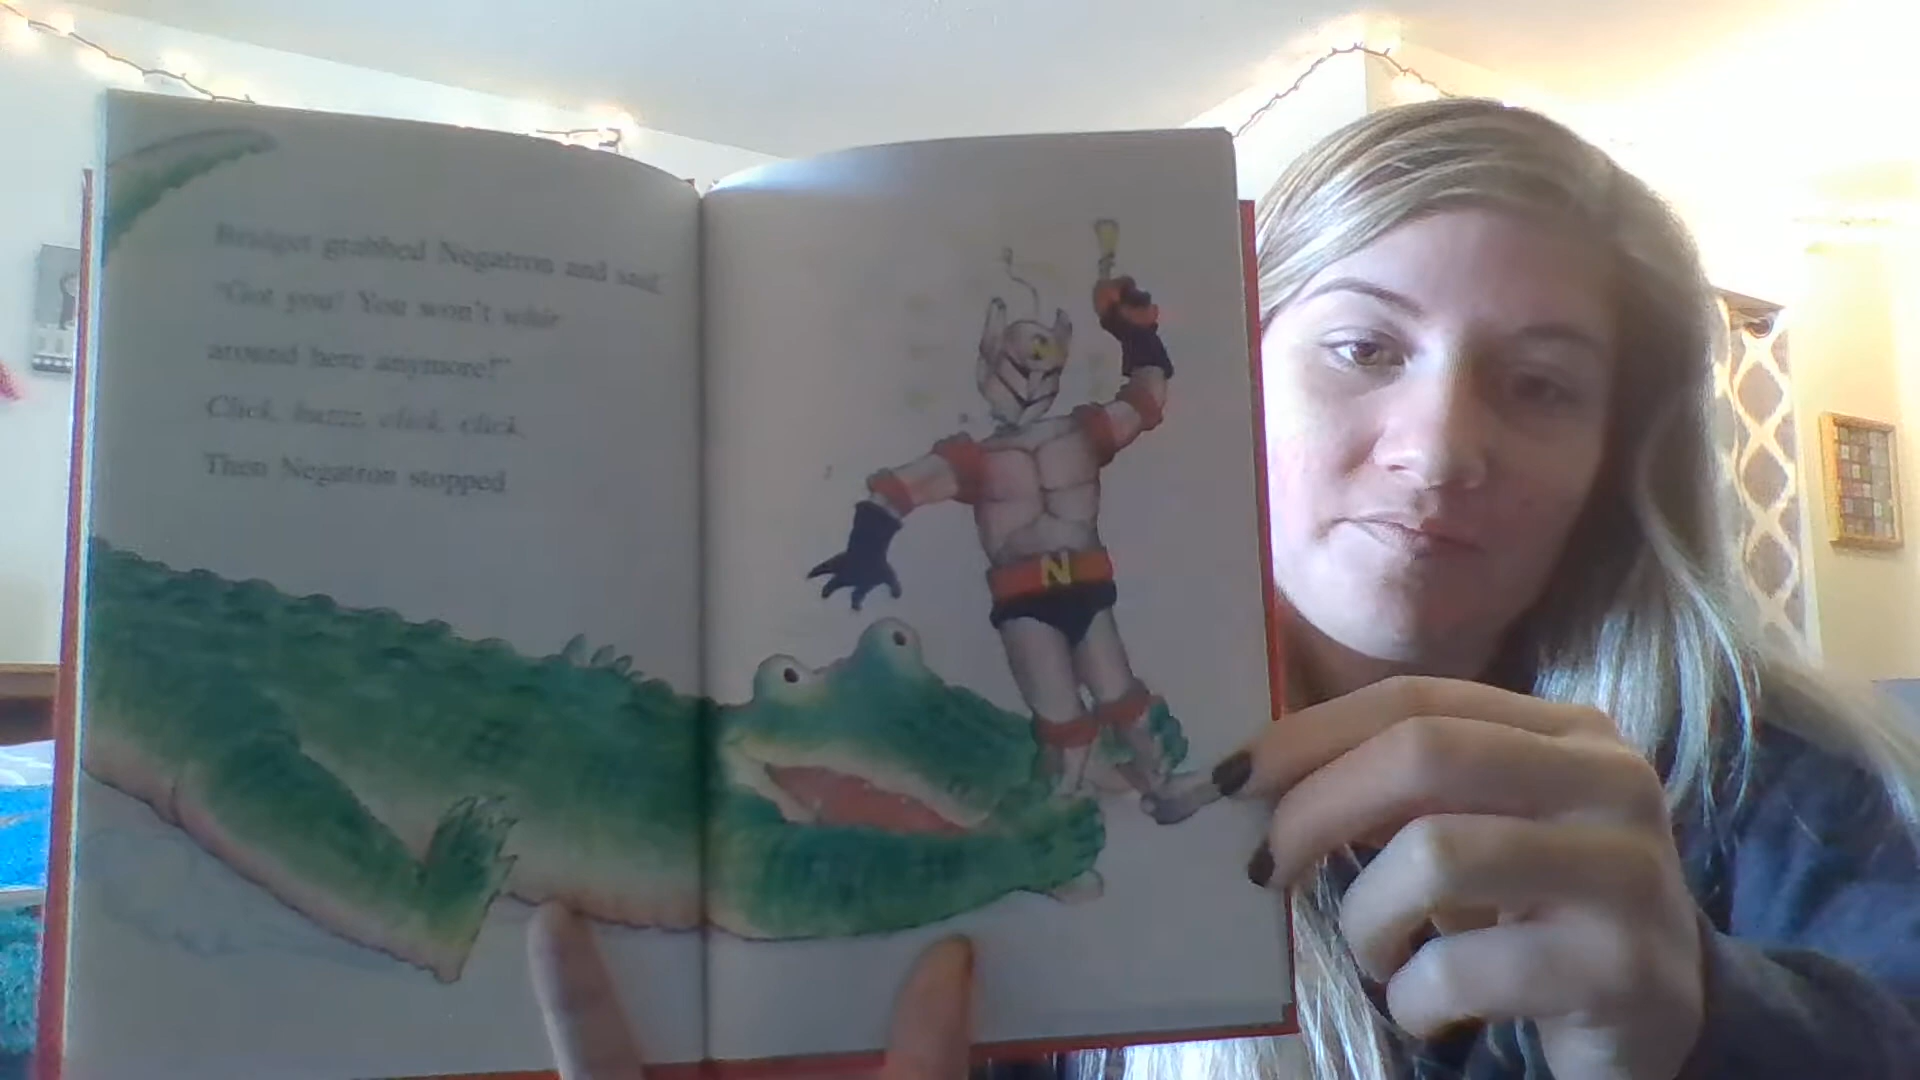 Bridget grabbed Negatron and said,
"Got you! You won't whir
around here anymore!"
Click, buzzz, click, click.
Then Negatron stopped.
N
N